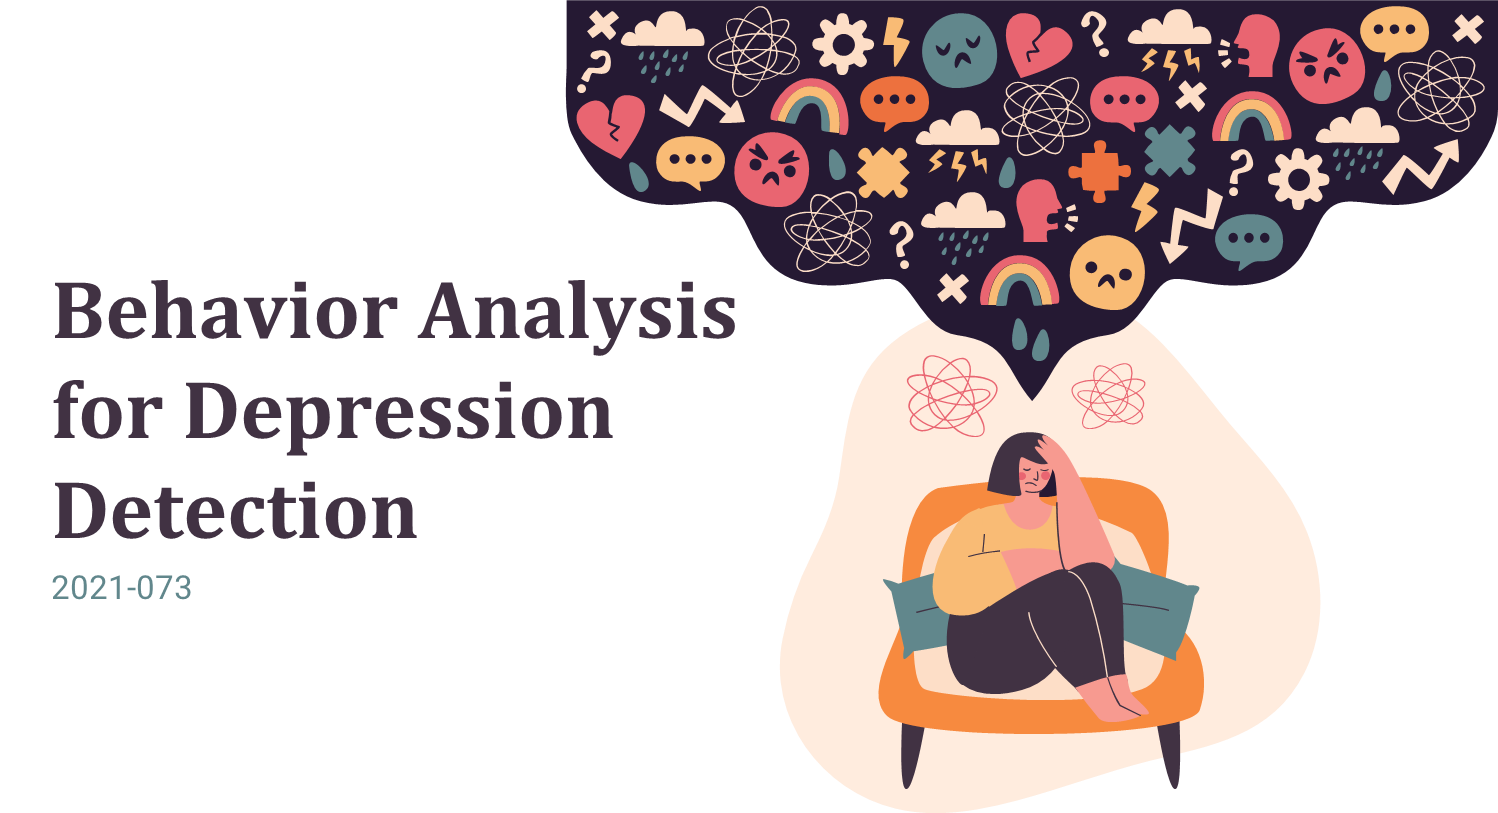 Behavior Analysis
for Depression
Detection
2021-073